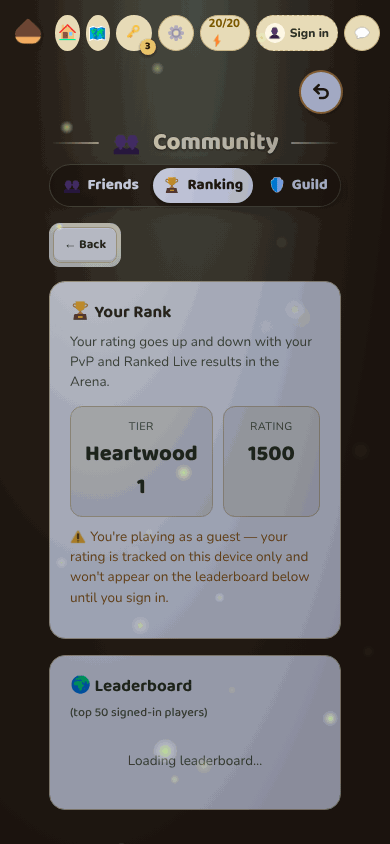 20/20
3
Sign in
Community
Friends
Ranking
Guild
← Back
Your Rank
Your rating goes up and down with your
PvP and Ranked Live results in the
Arena.
TIER
Heartwood
1
RATING
1500
You're playing as a guest — your
rating is tracked on this device only and
won't appear on the leaderboard below
until you sign in.
Leaderboard
(top 50 signed-in players)
Loading leaderboard...